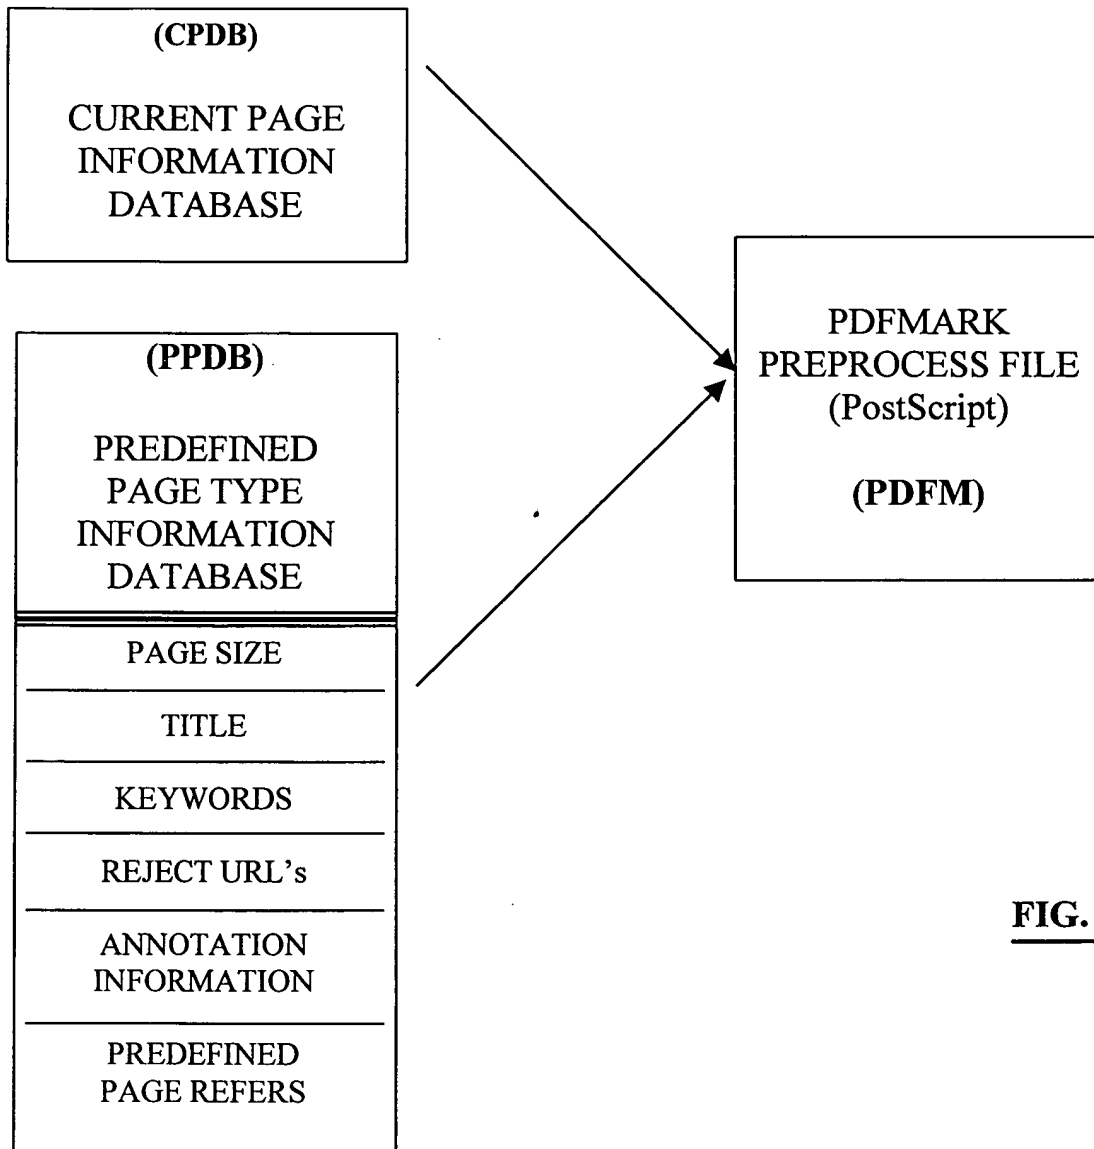 (CPDB)
CURRENT PAGE
INFORMATION
DATABASE
(PPDB)
PREDEFINED
PAGE TYPE
INFORMATION
DATABASE
PAGE SIZE
TITLE
KEYWORDS
REJECT URL's
ANNOTATION
INFORMATION
PREDEFINED
PAGE REFERS
PDFMARK
PREPROCESS FILE
(PostScript)
(PDFM)
FIG.